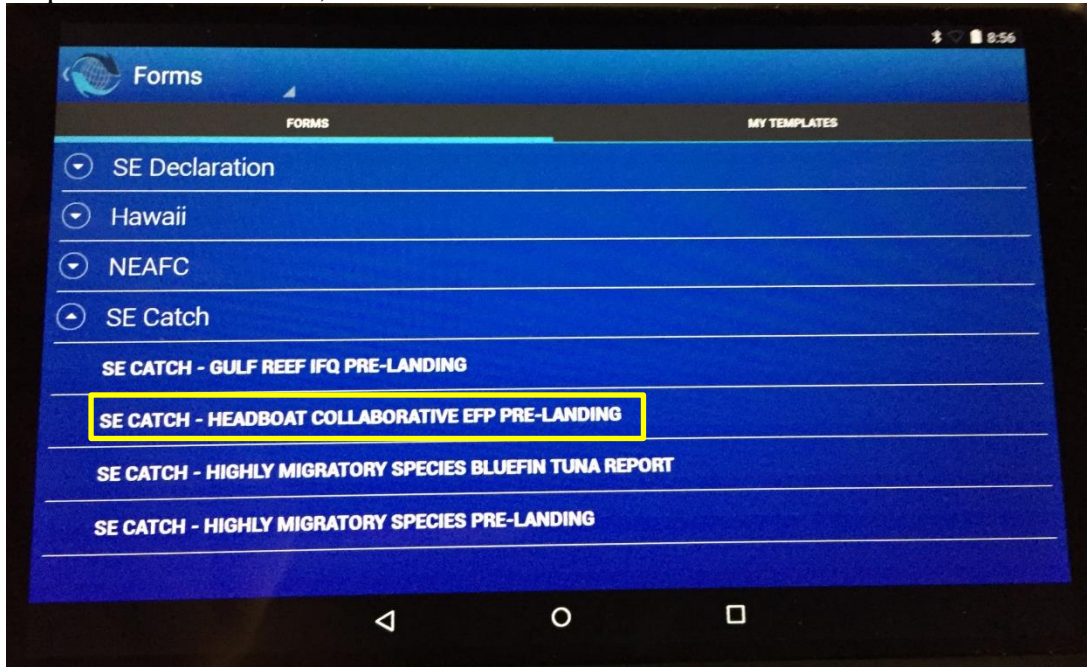 8:56
Forms
FORMS MY TEMPLATES
SE Declaration
Hawaii
NEAFC
SE Catch
SE CATCH - GULF REEF IFQ PRE-LANDING
SE CATCH - HEADBOAT COLLABORATIVE EFP PRE-LANDING
SE CATCH - HIGHLY MIGRATORY SPECIES BLUEFIN TUNA REPORT
SE CATCH - HIGHLY MIGRATORY SPECIES PRE-LANDING